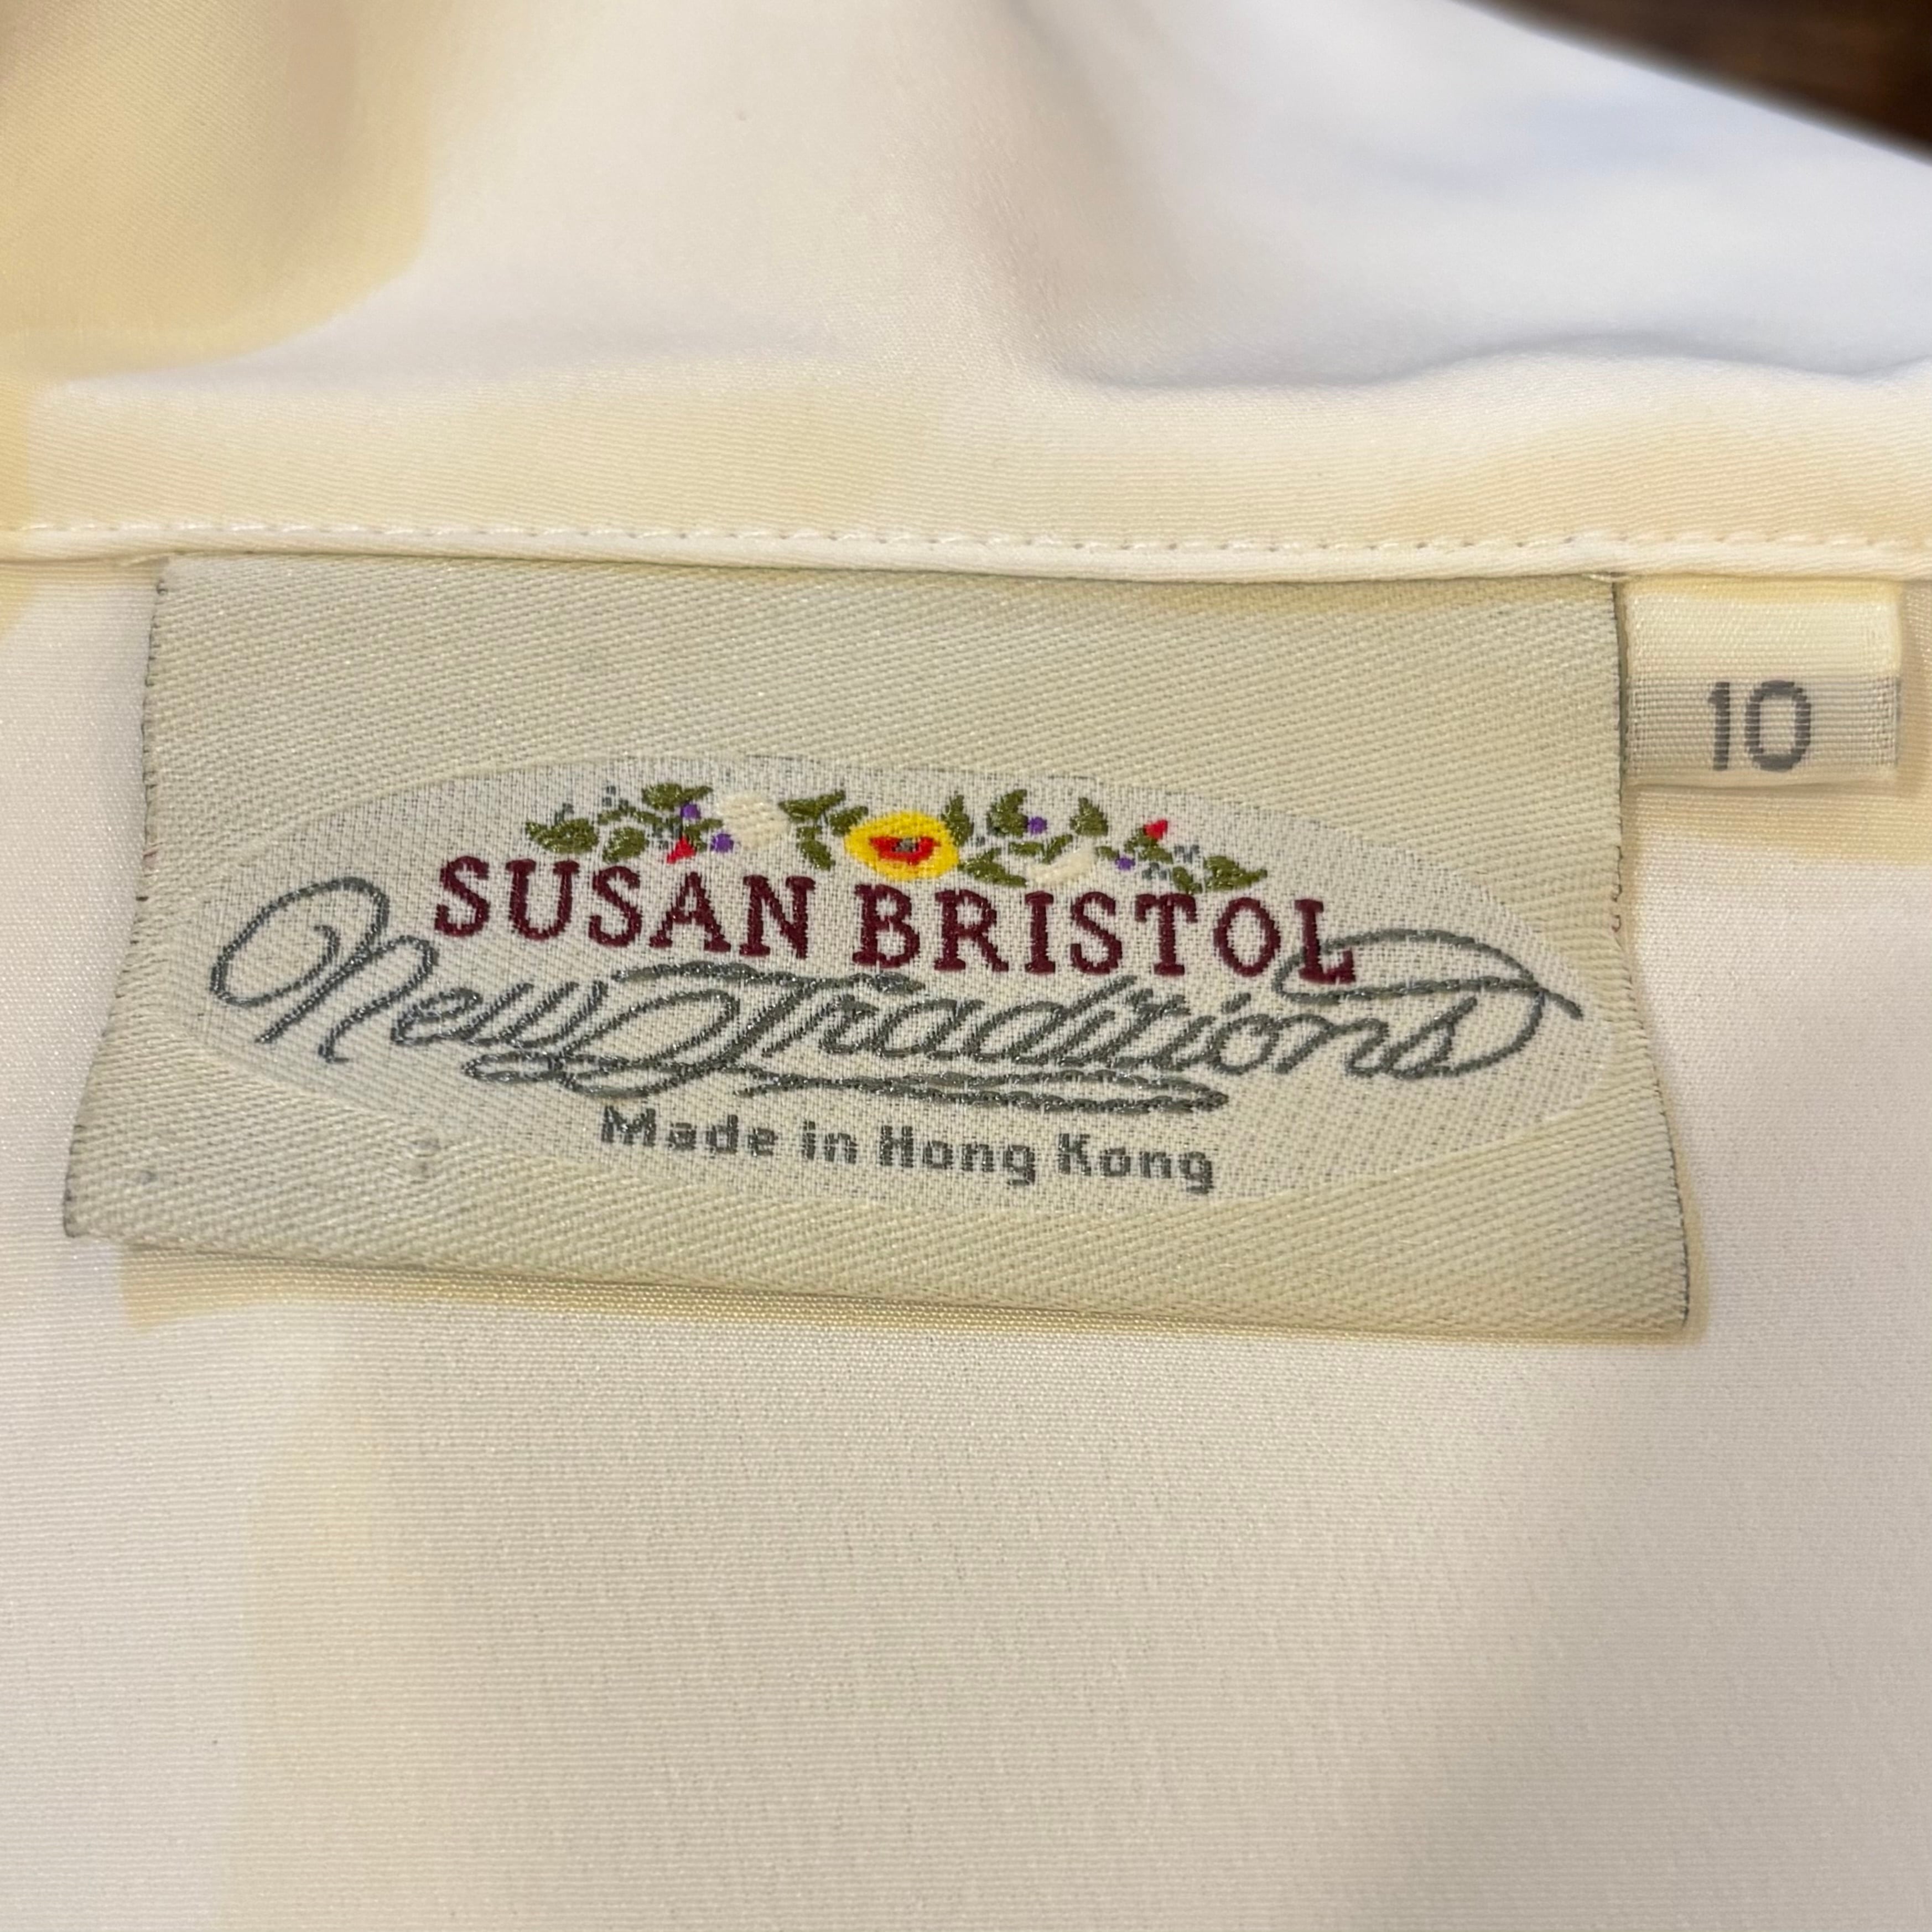 SUSAN BRISTOL
New Traditions
Made in Hong Kong
10